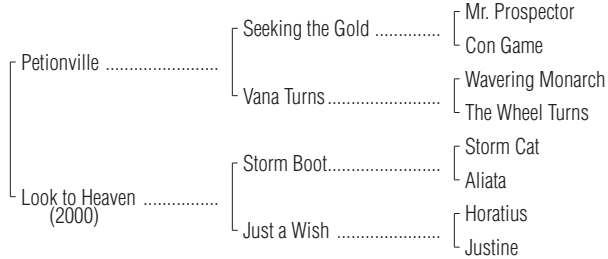 Mr. Prospector
Seeking the Gold ..............
Con Game
Petionville .....................
Wavering Monarch
Vana Turns.....................
The Wheel Turns
Storm Cat
Storm Boot.....................
Aliata
Look to Heaven ..............
(2000)
Horatius
Just a Wish ...................
Justine